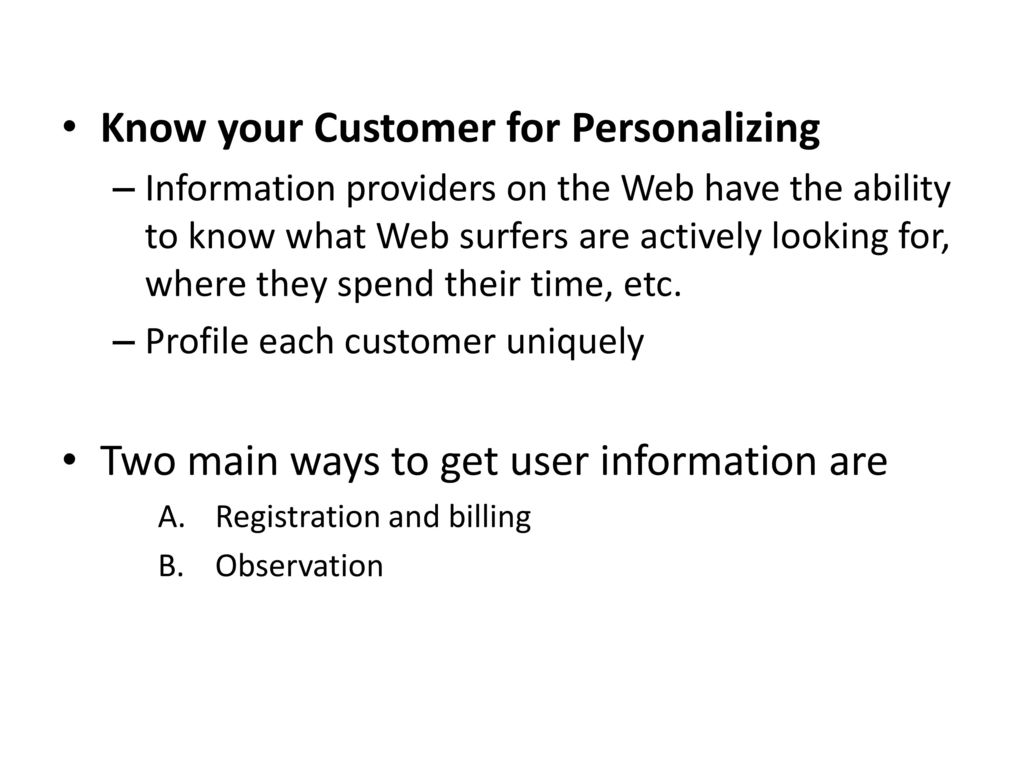 • Know your Customer for Personalizing
– Information providers on the Web have the ability
to know what Web surfers are actively looking for,
where they spend their time, etc.
– Profile each customer uniquely
• Two main ways to get user information are
A. Registration and billing
B. Observation